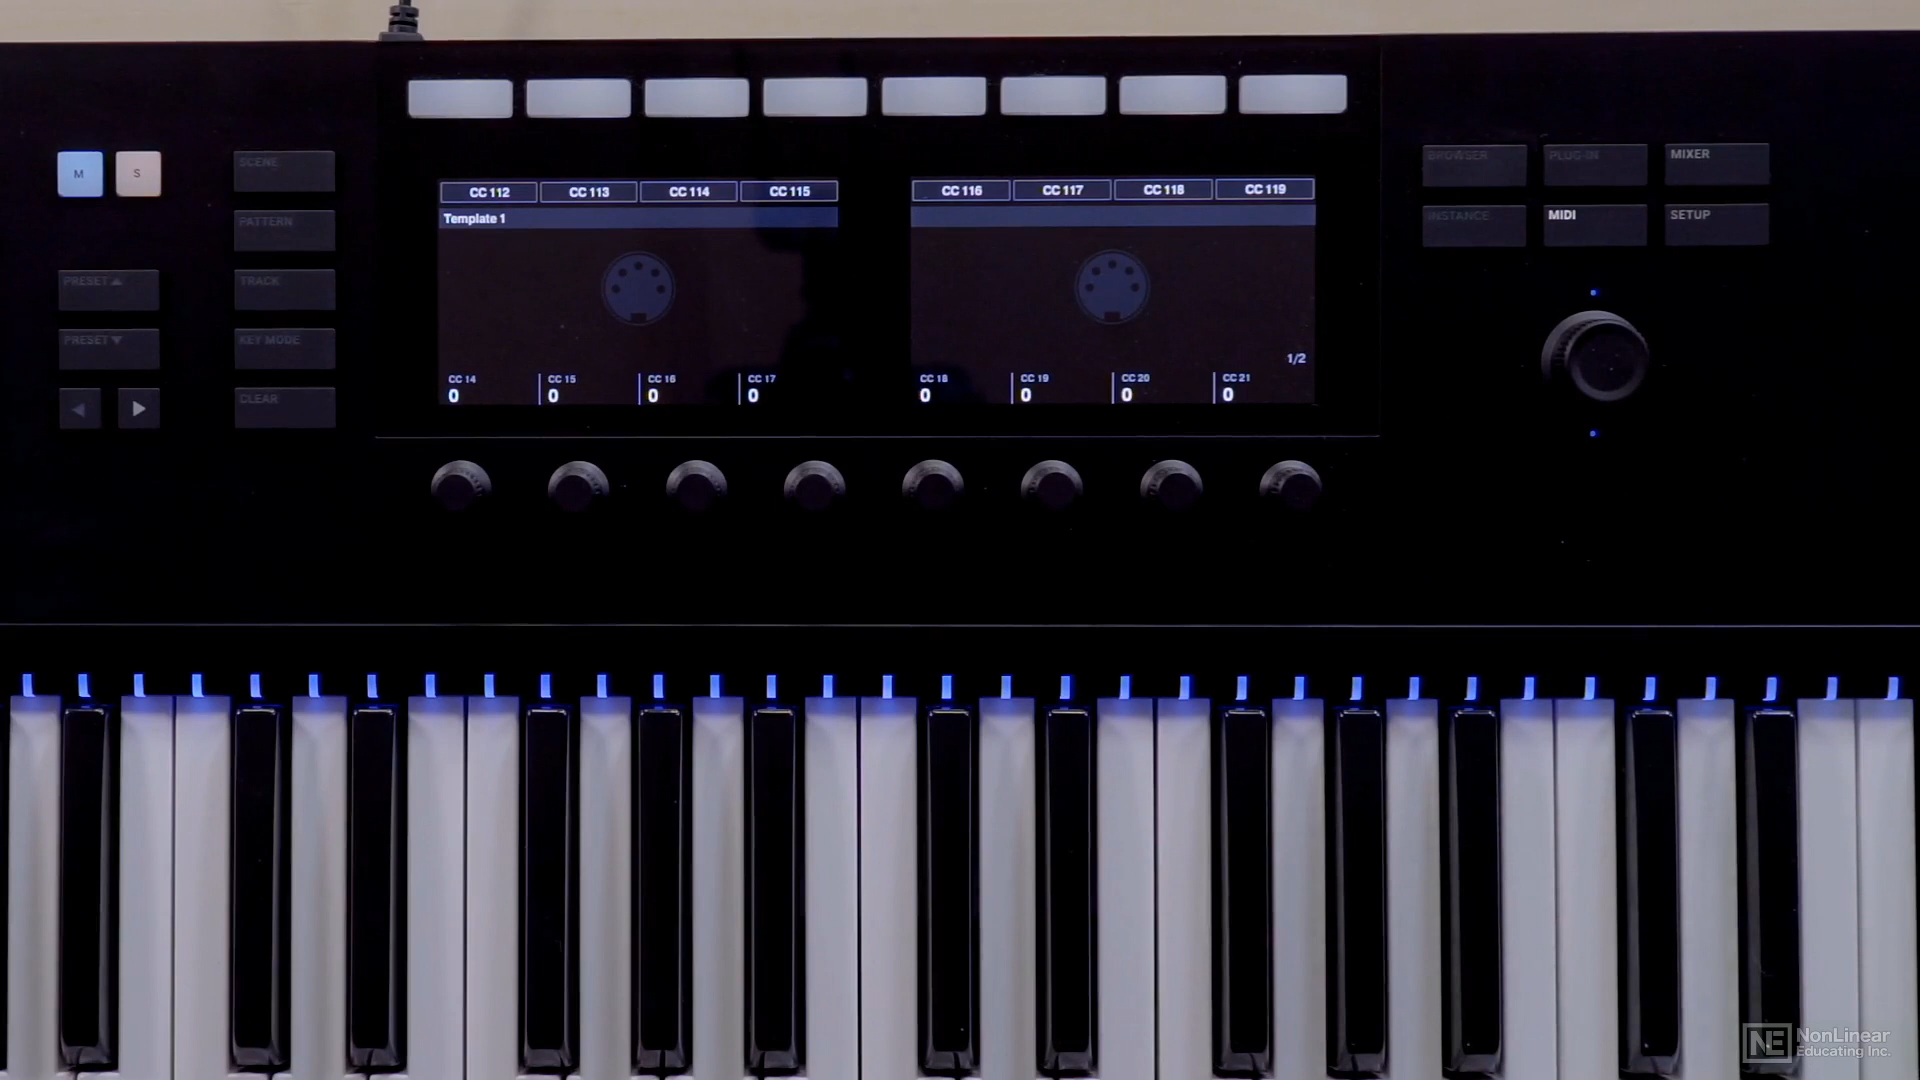 M
S
SCENE
PATTERN
PRESET
TRACK
PRESET
KEY MODE
CLEAR
CC 112 CC 113 CC 114 CC 115
Template 1
CC 14 CC 15 CC 16 CC 17
0 0 0 0
CC 116 CC 117 CC 118 CC 119
1/2
CC 18 CC 19 CC 20 CC 21
0 0 0 0
BROWSER PLUG-IN MIXER
INSTANCE MIDI SETUP
NE NonLinear
Educating Inc.